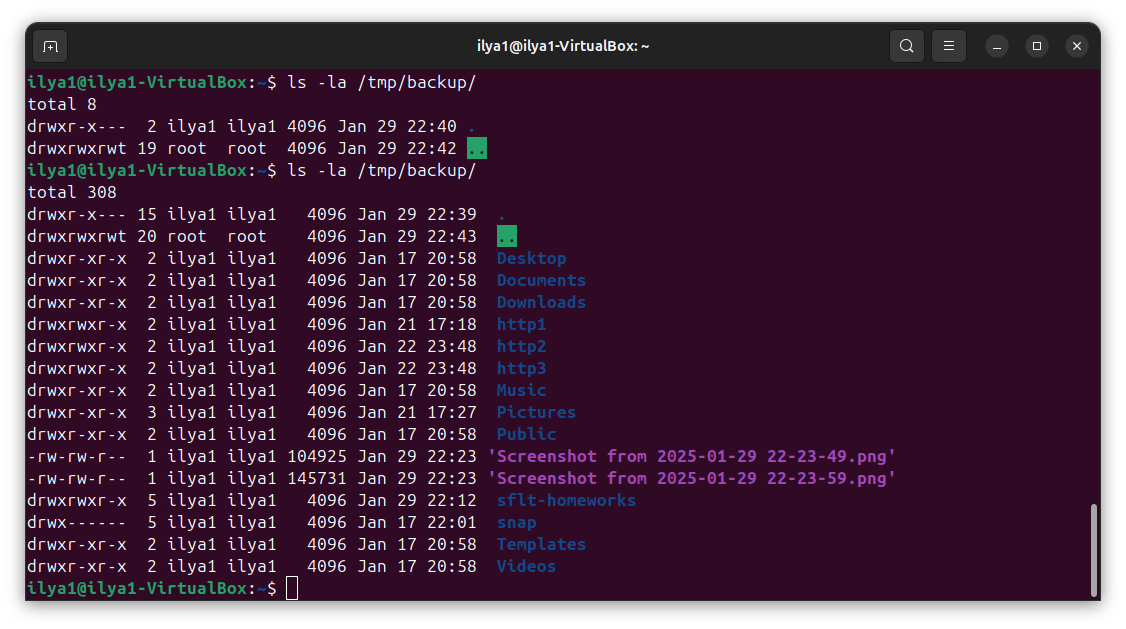 ilya1@ilya1-VirtualBox: ~
ilya1@ilya1-VirtualBox:~$ ls -la /tmp/backup/
total 8
drwxr-x---  2 ilya1 ilya1 4096 Jan 29 22:40 .
drwxrwxrwt 19 root  root  4096 Jan 29 22:42 ..
ilya1@ilya1-VirtualBox:~$ ls -la /tmp/backup/
total 308
drwxr-x--- 15 ilya1 ilya1   4096 Jan 29 22:39  .
drwxrwxrwt 20 root  root    4096 Jan 29 22:43  ..
drwxr-xr-x  2 ilya1 ilya1   4096 Jan 17 20:58  Desktop
drwxr-xr-x  2 ilya1 ilya1   4096 Jan 17 20:58  Documents
drwxr-xr-x  2 ilya1 ilya1   4096 Jan 17 20:58  Downloads
drwxrwxr-x  2 ilya1 ilya1   4096 Jan 21 17:18  http1
drwxrwxr-x  2 ilya1 ilya1   4096 Jan 22 23:48  http2
drwxrwxr-x  2 ilya1 ilya1   4096 Jan 22 23:48  http3
drwxr-xr-x  2 ilya1 ilya1   4096 Jan 17 20:58  Music
drwxr-xr-x  3 ilya1 ilya1   4096 Jan 21 17:27  Pictures
drwxr-xr-x  2 ilya1 ilya1   4096 Jan 17 20:58  Public
-rw-rw-r--  1 ilya1 ilya1 104925 Jan 29 22:23 'Screenshot from 2025-01-29 22-23-49.png'
-rw-rw-r--  1 ilya1 ilya1 145731 Jan 29 22:23 'Screenshot from 2025-01-29 22-23-59.png'
drwxrwxr-x  5 ilya1 ilya1   4096 Jan 29 22:12  sflt-homeworks
drwx------  5 ilya1 ilya1   4096 Jan 17 22:01  snap
drwxr-xr-x  2 ilya1 ilya1   4096 Jan 17 20:58  Templates
drwxr-xr-x  2 ilya1 ilya1   4096 Jan 17 20:58  Videos
ilya1@ilya1-VirtualBox:~$